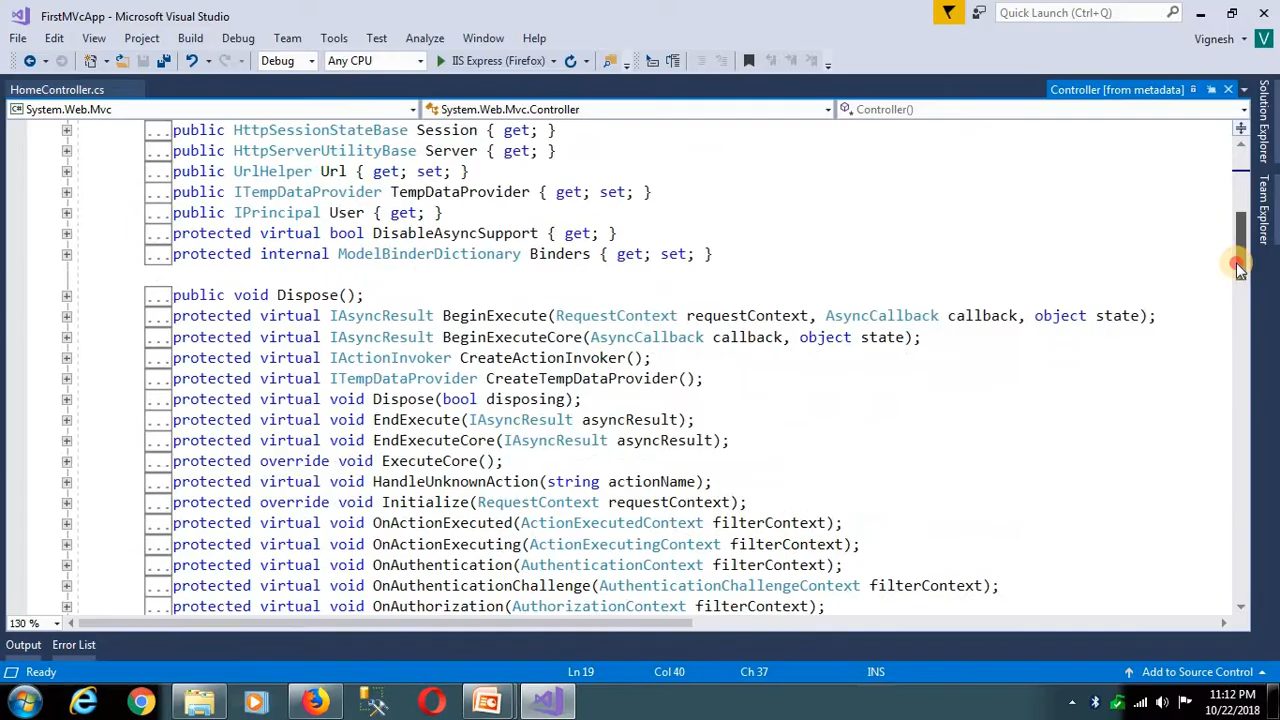 FirstMVcApp - Microsoft Visual Studio
Quick Launch (Ctrl+Q)
File Edit View Project Build Debug Team Tools Test Analyze Window Help
Vignesh V
Debug Any CPU IIS Express (Firefox)
HomeController.cs
Controller [from metadata]
System.Web.Mvc
System.Web.Mvc.Controller
Controller()
... public HttpSessionStateBase Session { get; }
... public HttpServerUtilityBase Server { get; }
... public UrlHelper Url { get; set; }
... public ITempDataProvider TempDataProvider { get; set; }
... public IPrincipal User { get; }
... protected virtual bool DisableAsyncSupport { get; }
... protected internal ModelBinderDictionary Binders { get; set; }
... public void Dispose();
... protected virtual IAsyncResult BeginExecute(RequestContext requestContext, AsyncCallback callback, object state);
... protected virtual IAsyncResult BeginExecuteCore(AsyncCallback callback, object state);
... protected virtual IActionInvoker CreateActionInvoker();
... protected virtual ITempDataProvider CreateTempDataProvider();
... protected virtual void Dispose(bool disposing);
... protected virtual void EndExecute(IAsyncResult asyncResult);
... protected virtual void EndExecuteCore(IAsyncResult asyncResult);
... protected override void ExecuteCore();
... protected virtual void HandleUnknownAction(string actionName);
... protected override void Initialize(RequestContext requestContext);
... protected virtual void OnActionExecuted(ActionExecutedContext filterContext);
... protected virtual void OnActionExecuting(ActionExecutingContext filterContext);
... protected virtual void OnAuthentication(AuthenticationContext filterContext);
... protected virtual void OnAuthenticationChallenge(AuthenticationChallengeContext filterContext);
... protected virtual void OnAuthorization(AuthorizationContext filterContext);
Solution Explorer
Team Explorer
130 %
Output Error List
Ready Ln 19 Col 40 Ch 37 INS Add to Source Control
11:12 PM
10/22/2018